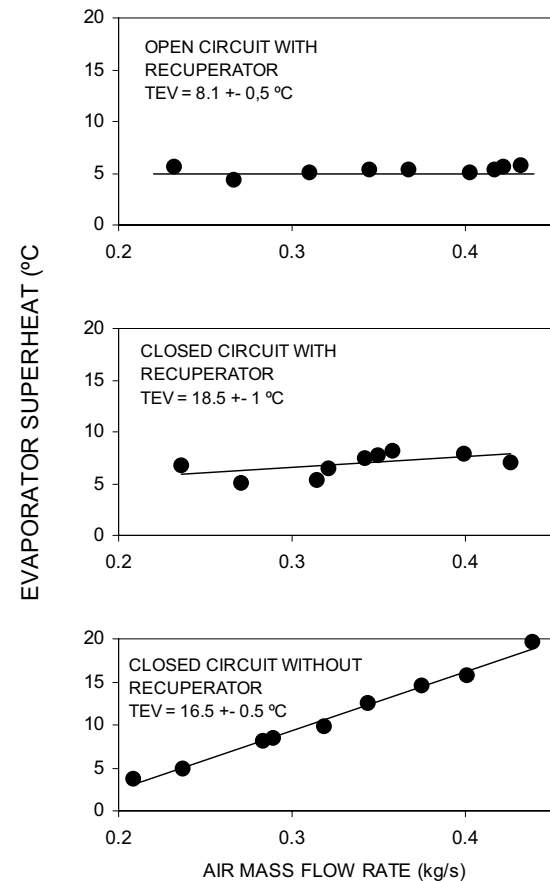 20
15
10
5
0
OPEN CIRCUIT WITH
RECUPERATOR
TEV = 8.1 +- 0,5 ºC
0.2 0.3 0.4
EVAPORATOR SUPERHEAT (ºC
20
15
10
5
0
CLOSED CIRCUIT WITH
RECUPERATOR
TEV = 18.5 +- 1 ºC
0.2 0.3 0.4
20
15
10
5
0
CLOSED CIRCUIT WITHOUT
RECUPERATOR
TEV = 16.5 +- 0.5 ºC
0.2 0.3 0.4
AIR MASS FLOW RATE (kg/s)